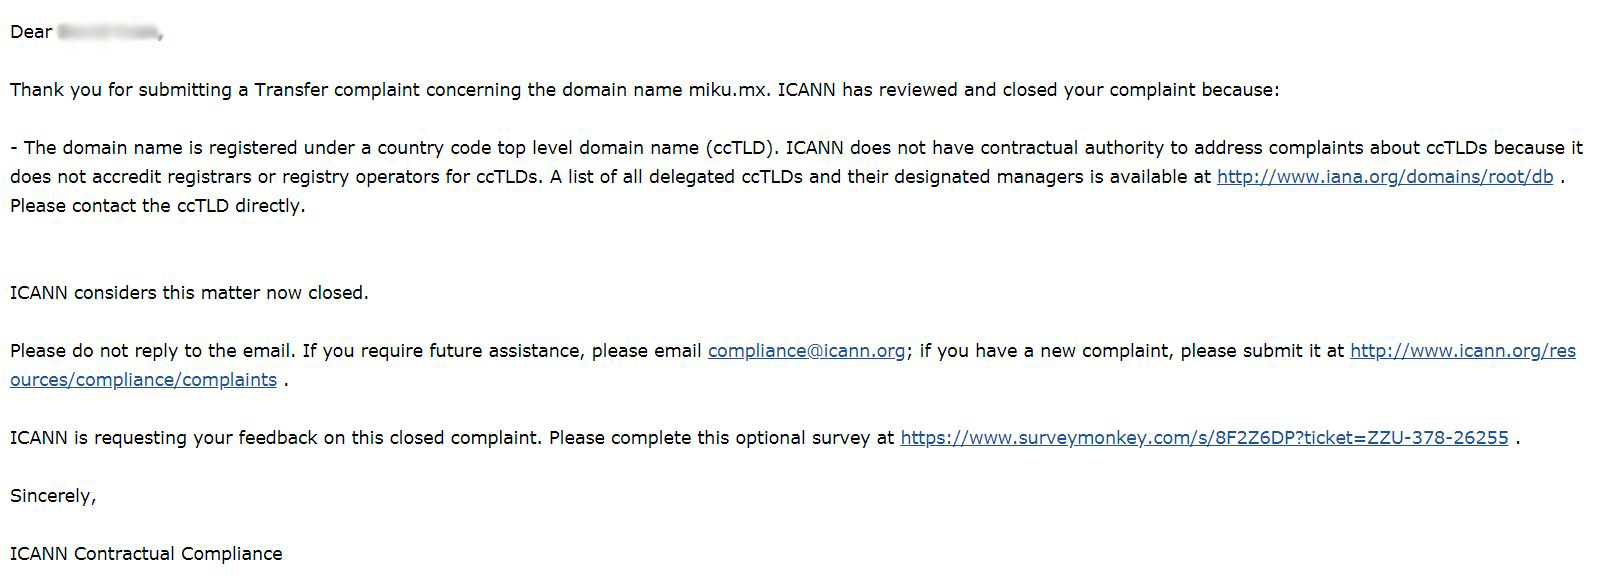 Dear
Thank you for submitting a Transfer complaint concerning the domain name miku.mx. ICANN has reviewed and closed your complaint because:
- The domain name is registered under a country code top level domain name (ccTLD). ICANN does not have contractual authority to address complaints about ccTLDs because it
does not accredit registrars or registry operators for ccTLDs. A list of all delegated ccTLDs and their designated managers is available at http://www.iana.org/domains/root/db .
Please contact the ccTLD directly.
ICANN considers this matter now closed.
Please do not reply to the email. If you require future assistance, please email compliance@icann.org; if you have a new complaint, please submit it at http://www.icann.org/res
ources/compliance/complaints .
ICANN is requesting your feedback on this closed complaint. Please complete this optional survey at https://www.surveymonkey.com/s/8F2Z6DP?ticket=ZZU-378-26255 .
Sincerely,
ICANN Contractual Compliance